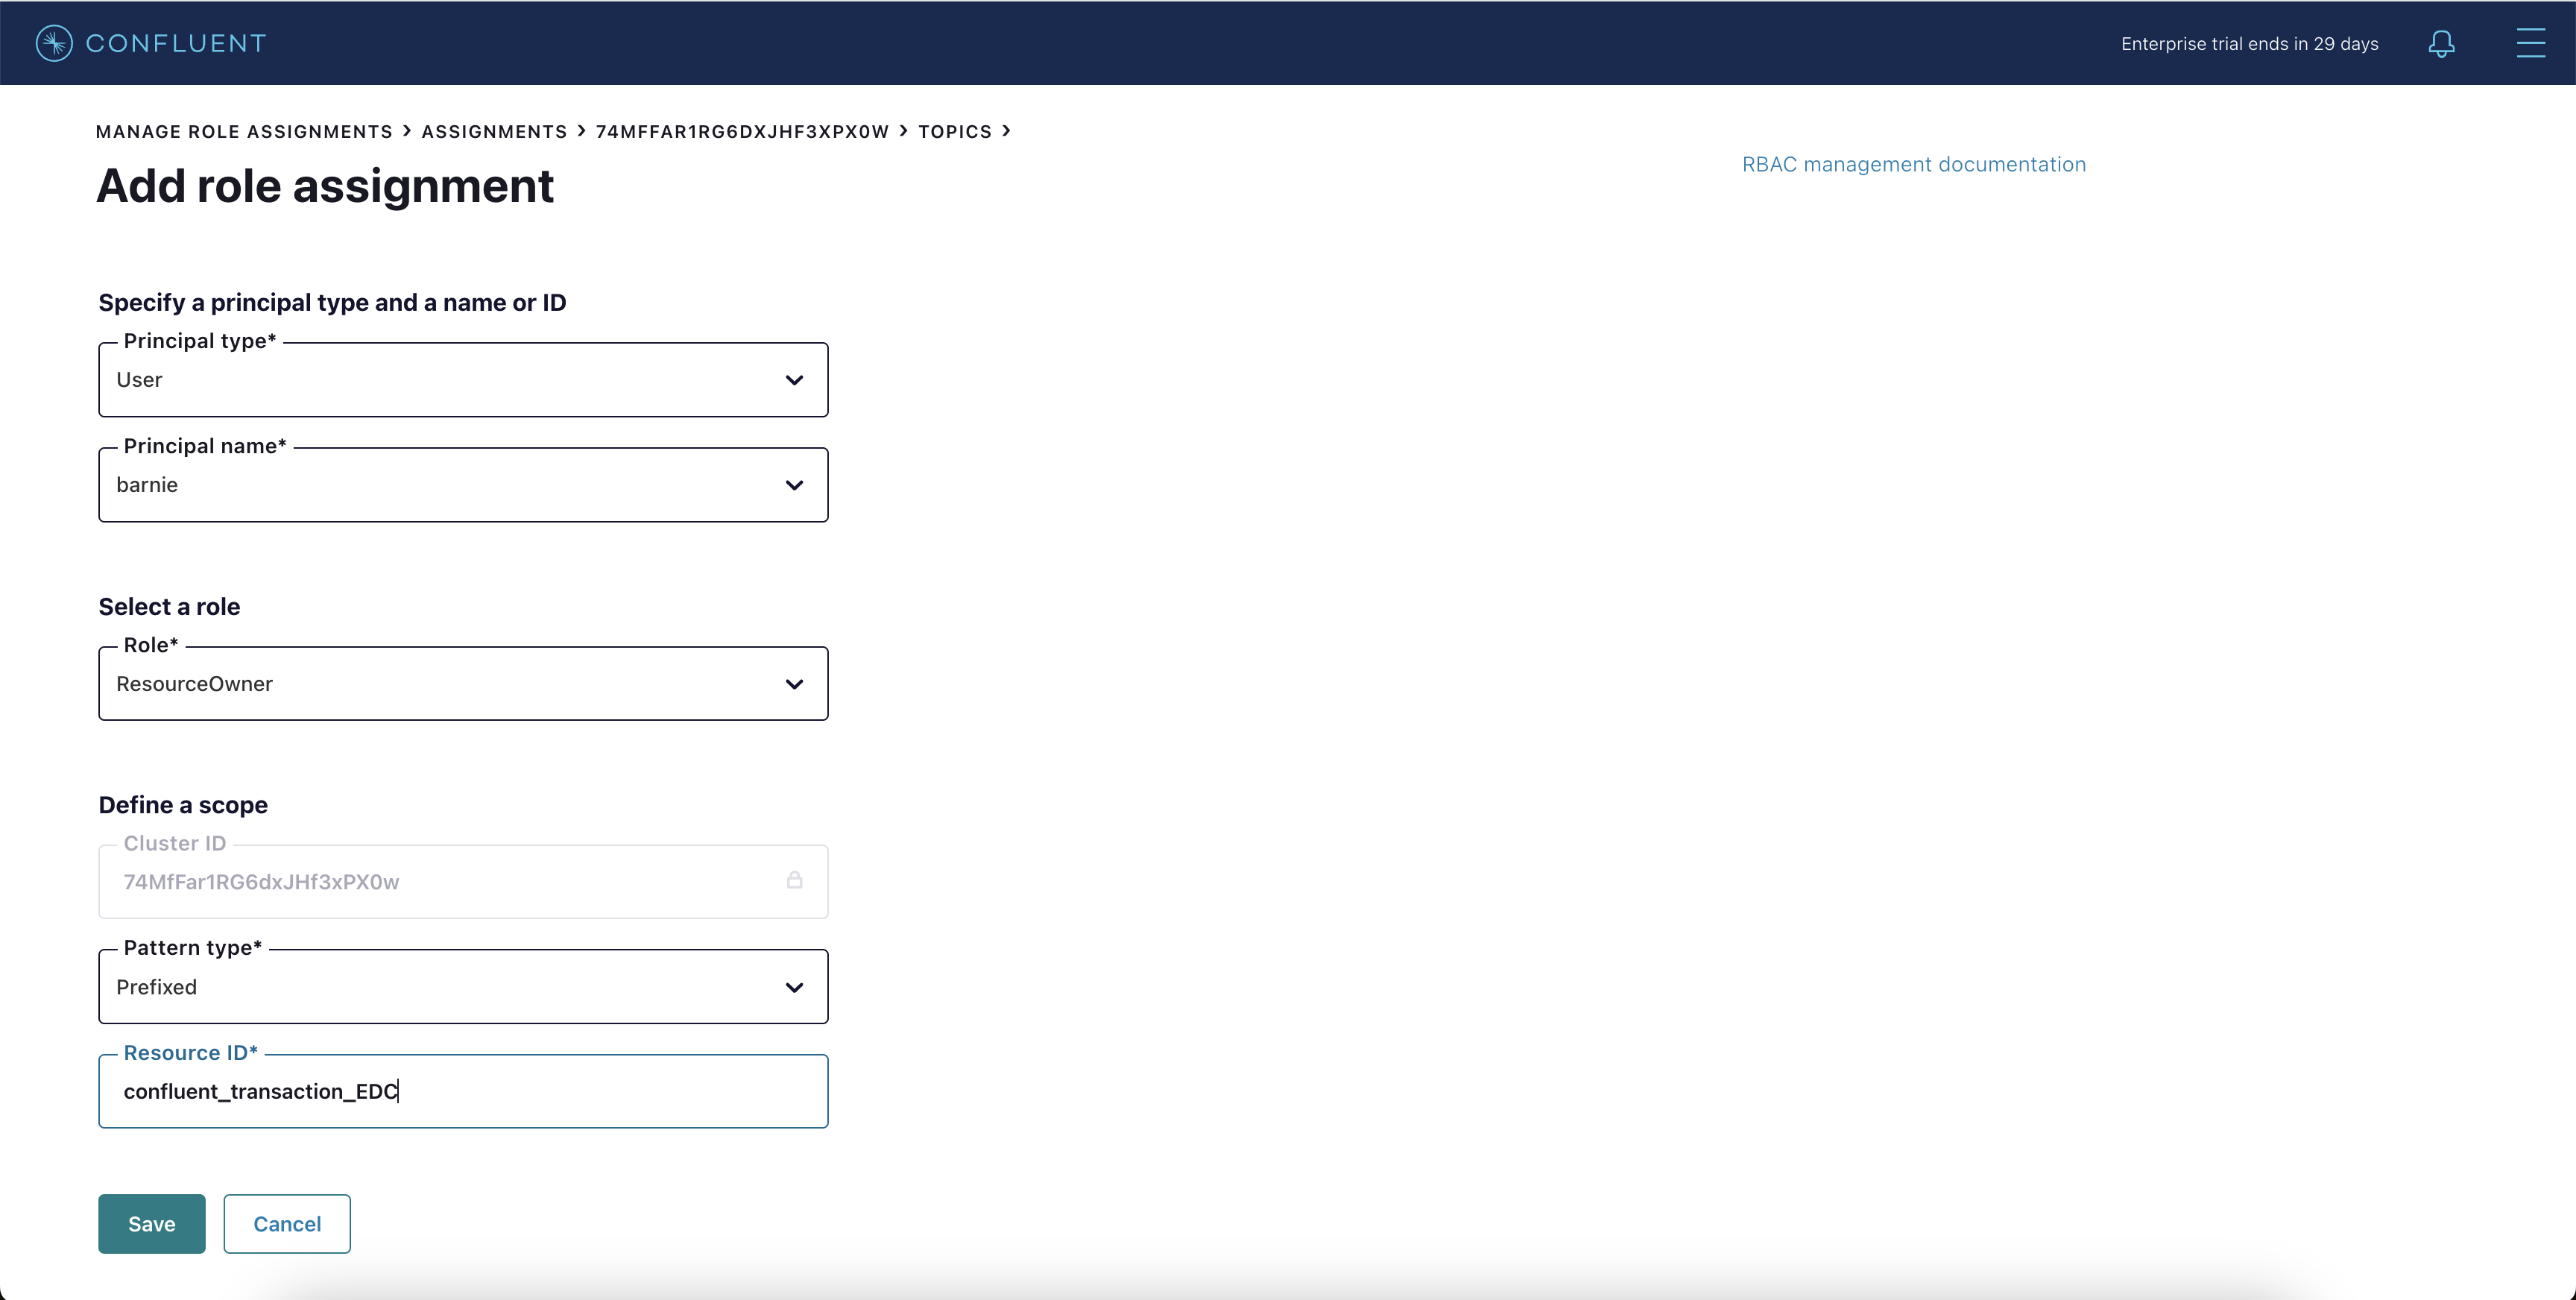 CONFLUENT
Enterprise trial ends in 29 days
MANAGE ROLE ASSIGNMENTS > ASSIGNMENTS > 74MFFAR1RG6DXJHF3XPX0W > TOPICS >
Add role assignment
RBAC management documentation
Specify a principal type and a name or ID
Principal type*
User
Principal name*
barnie
Select a role
Role*
ResourceOwner
Define a scope
Cluster ID
74MfFar1RG6dxJHf3xPX0w
Pattern type*
Prefixed
Resource ID*
confluent_transaction_EDC
Save
Cancel